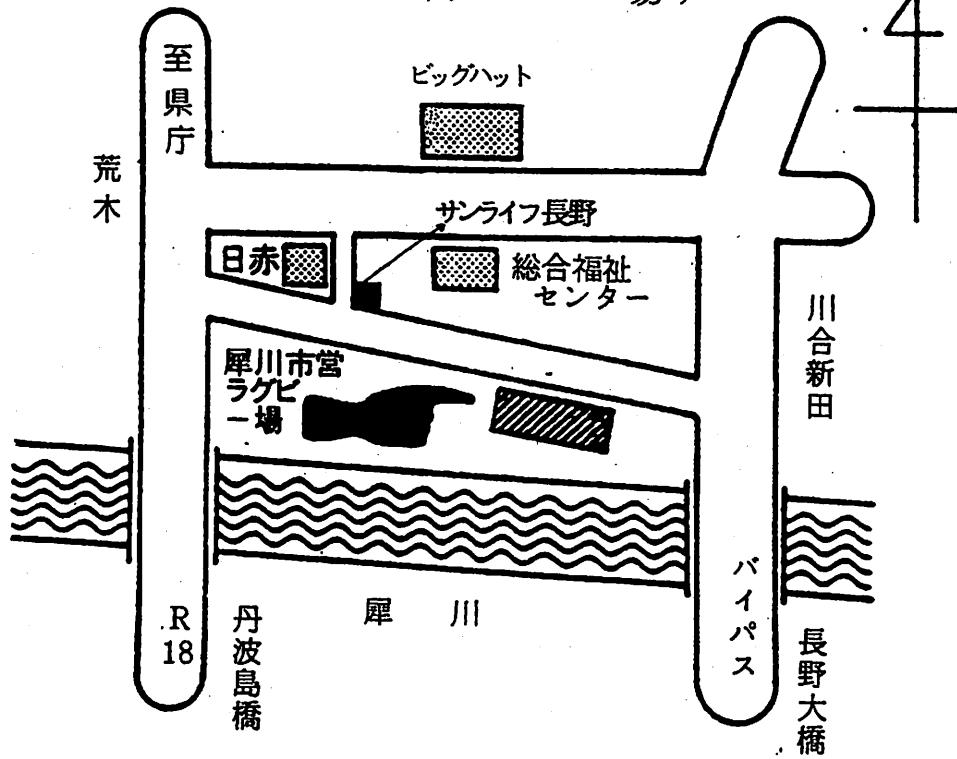 至県庁
荒木
ビッグハット
サンライフ長野
日赤
総合福祉
センター
川合新田
犀川市営
ラグビ
ー場
バイパス
犀川
R
18
丹波島橋
長野大橋